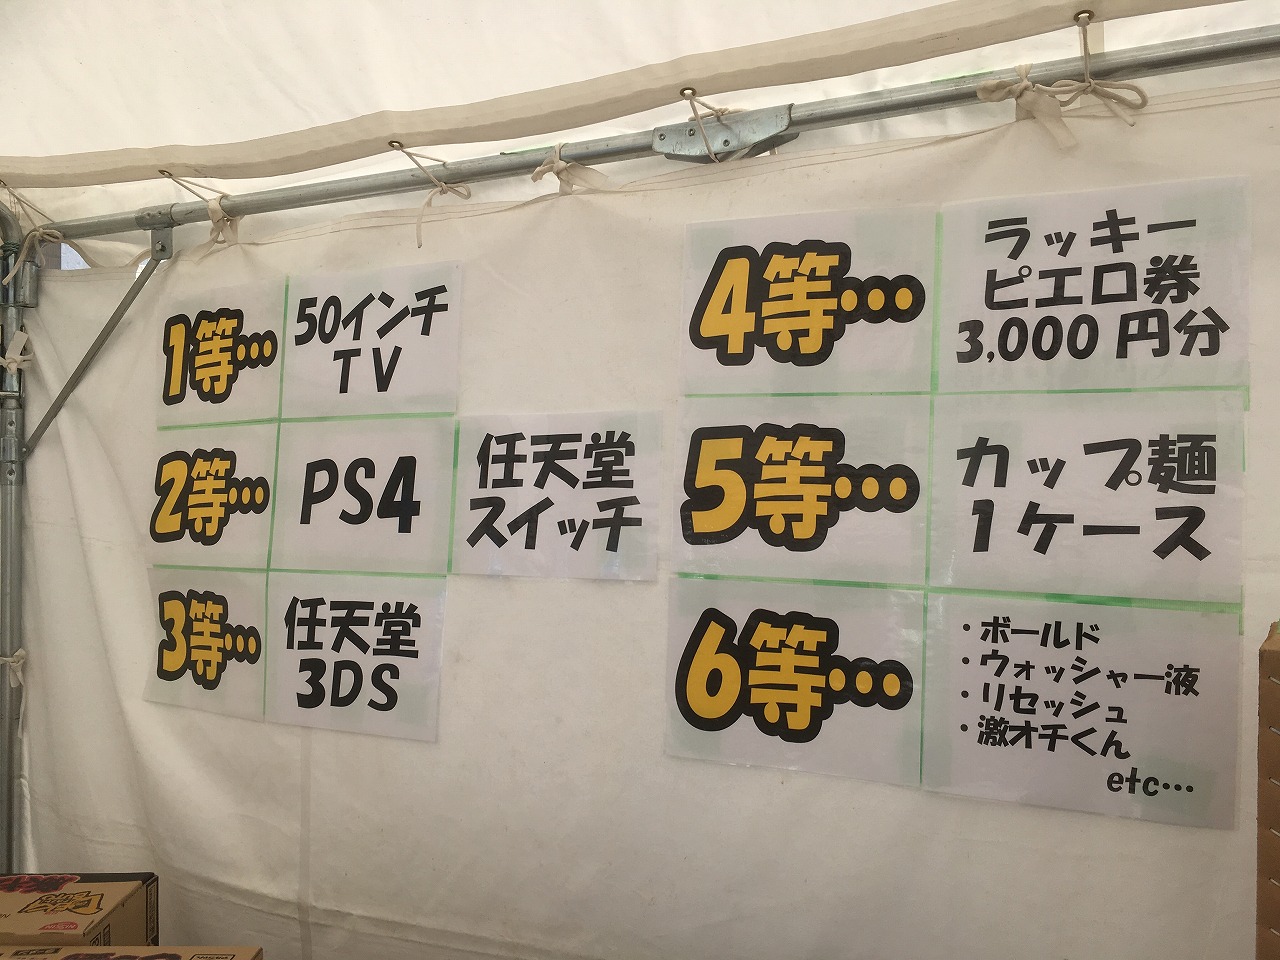 1等…
50インチ
TV
2等…
PS4
任天堂
スイッチ
3等…
任天堂
3DS
4等…
ラッキー
ピエロ券
3,000円分
5等…
カップ麺
1ケース
6等…
・ボールド
・ウォッシャー液
・リセッシュ
・激オチくん
etc…
NISSIN